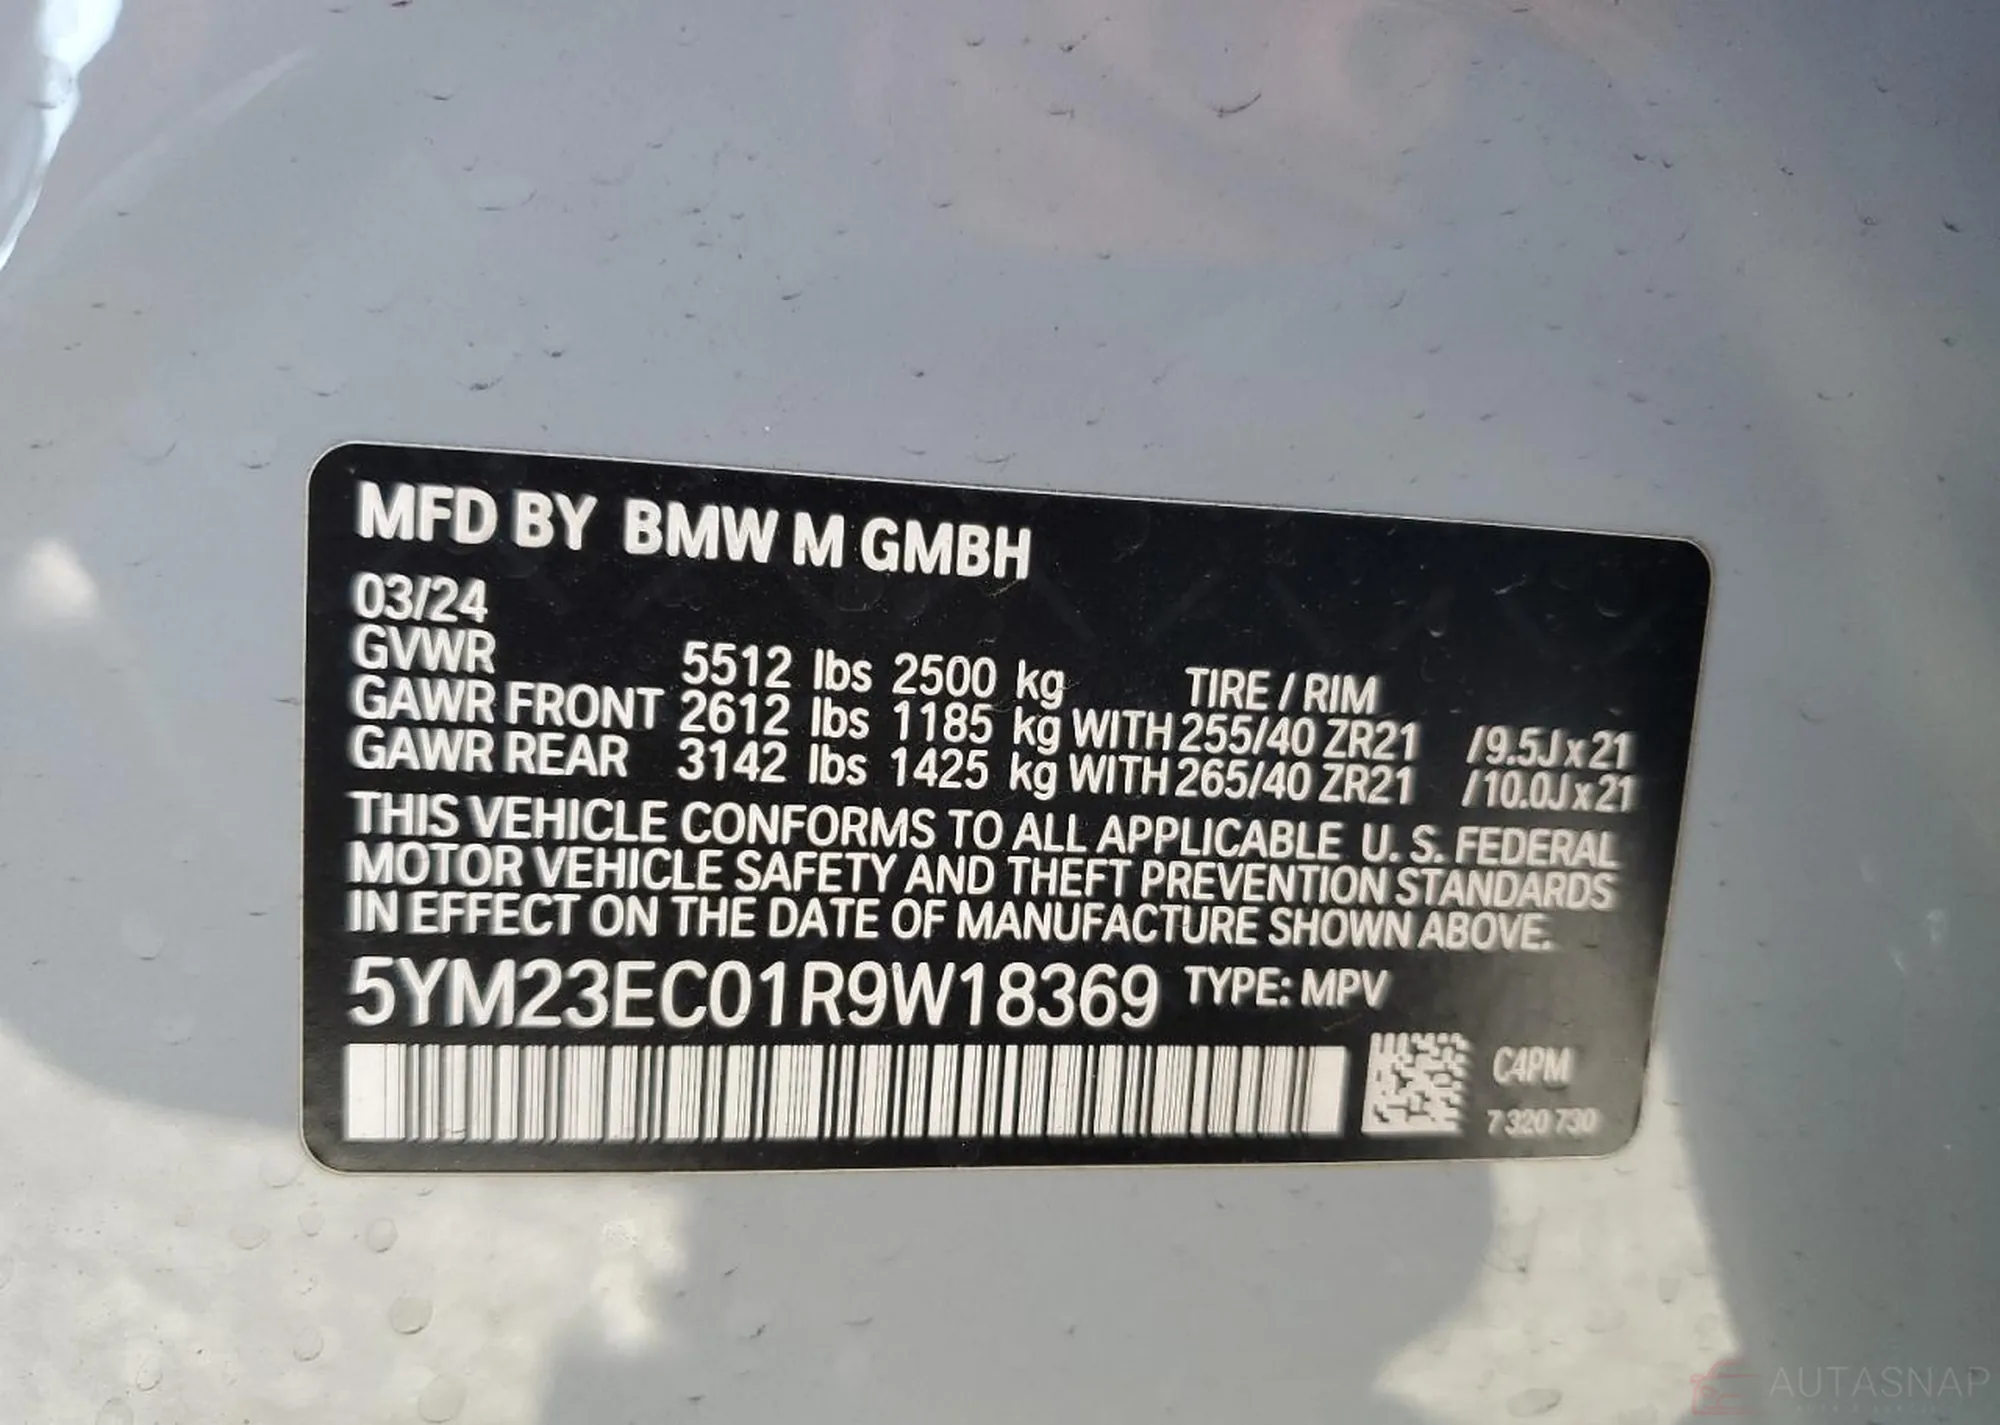 MFD BY BMW M GMBH
03/24
GVWR 5512 lbs 2500 kg TIRE / RIM
GAWR FRONT 2612 lbs 1185 kg WITH 255/40 ZR21 /9.5J x 21
GAWR REAR 3142 lbs 1425 kg WITH 265/40 ZR21 /10.0J x 21
THIS VEHICLE CONFORMS TO ALL APPLICABLE U. S. FEDERAL
MOTOR VEHICLE SAFETY AND THEFT PREVENTION STANDARDS
IN EFFECT ON THE DATE OF MANUFACTURE SHOWN ABOVE.
5YM23EC01R9W18369 TYPE: MPV
C4PM
7 320 730
AUTASNAP